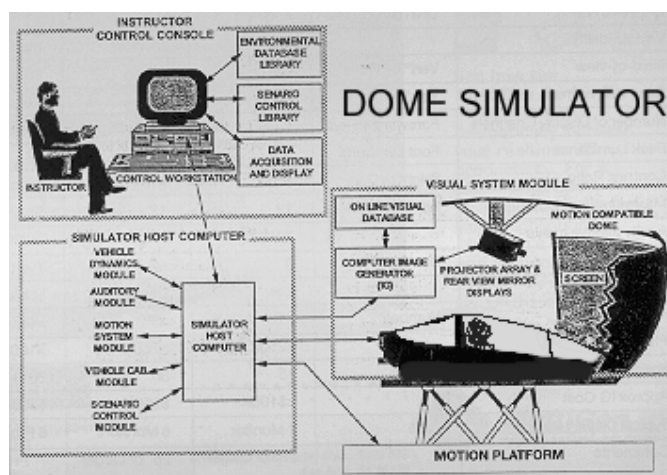 INSTRUCTOR
CONTROL CONSOLE
ENVIRONMENTAL
DATABASE
LIBRARY
SENARIO
CONTROL
LIBRARY
DATA
ACQUISITION
AND DISPLAY
INSTRUCTOR
CONTROL WORKSTATION
DOME SIMULATOR
VISUAL SYSTEM MODULE
ON LINE VISUAL
DATABASE
COMPUTER IMAGE
GENERATOR
(IG)
PROJECTOR ARRAY &
REAR VIEW MIRROR
DISPLAYS
MOTION COMPATIBLE
DOME
SCREEN
SIMULATOR HOST COMPUTER
VEHICLE
DYNAMICS
MODULE
AUDITORY
MODULE
MOTION
SYSTEM
MODULE
VEHICLE CAB
MODULE
SCENARIO
CONTROL
MODULE
SIMULATOR
HOST
COMPUTER
MOTION PLATFORM